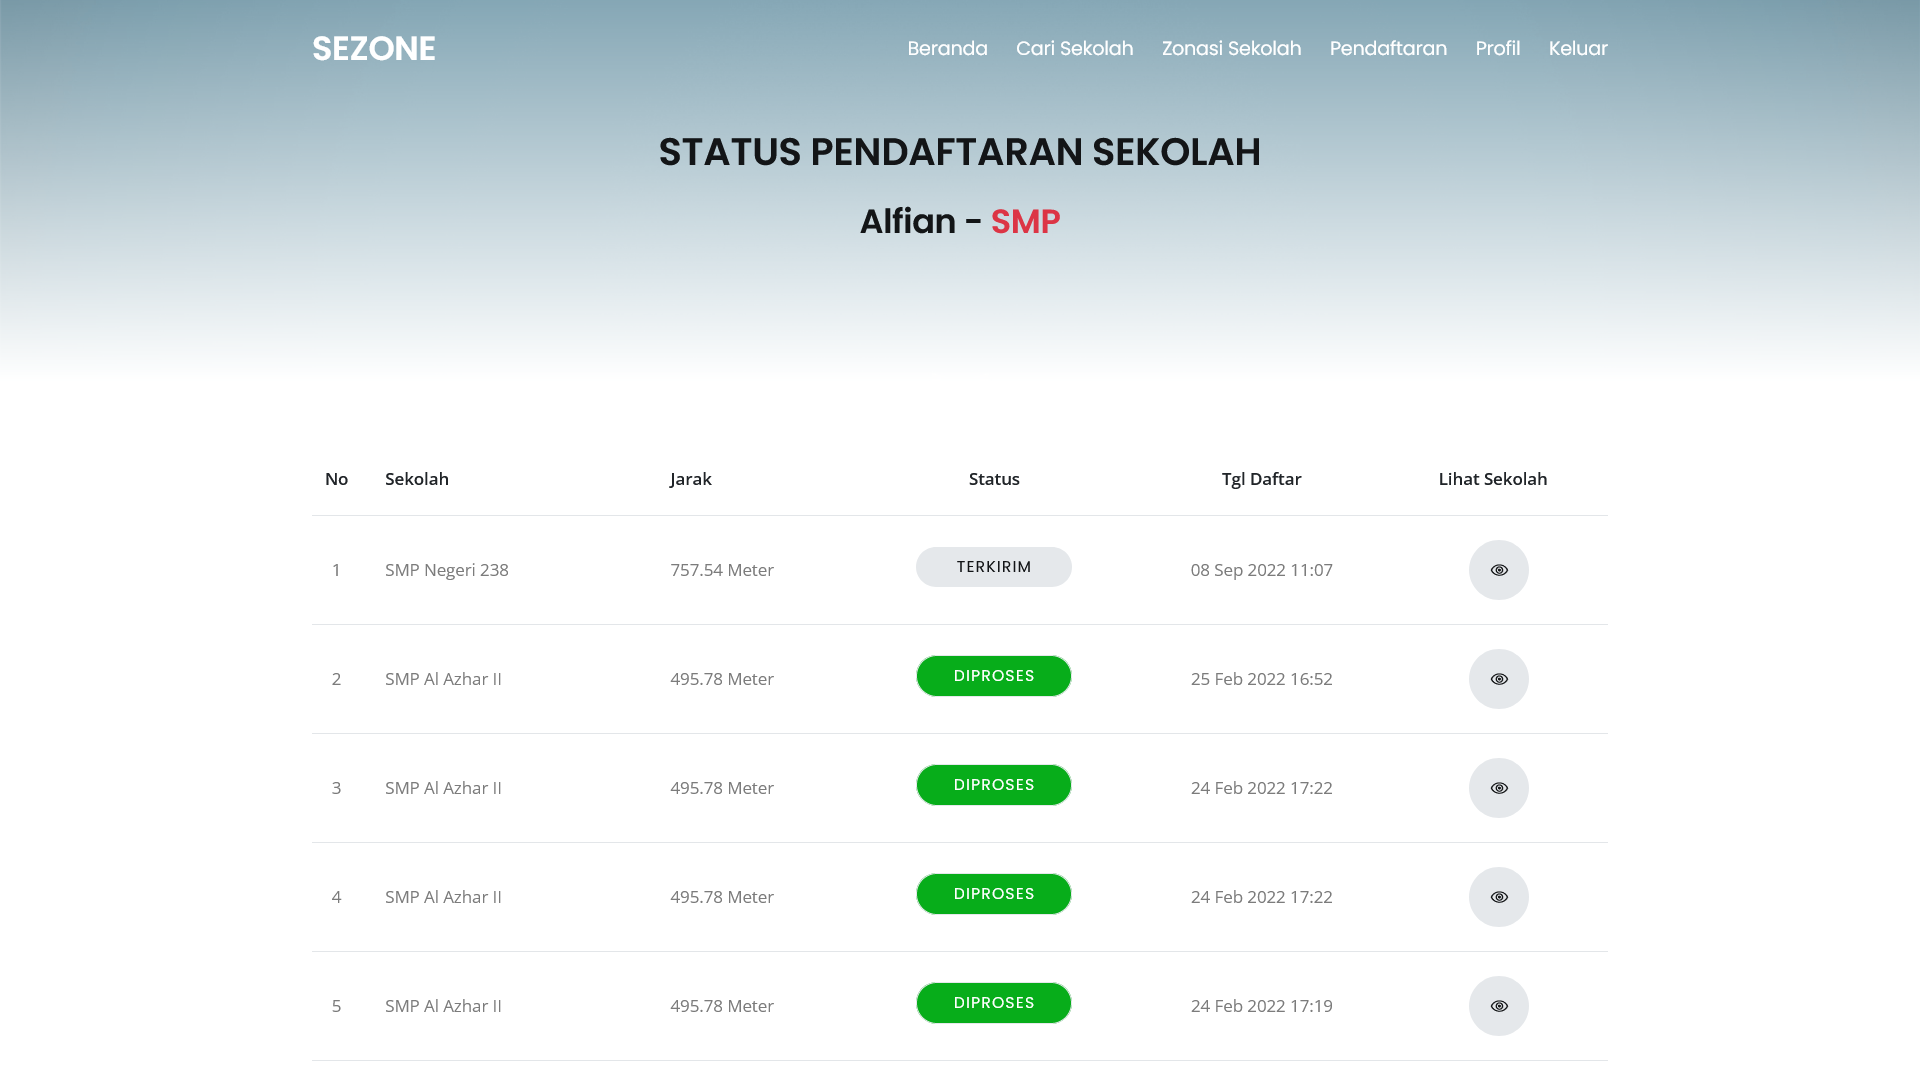 SEZONE Beranda Cari Sekolah Zonasi Sekolah Pendaftaran Profil Keluar
STATUS PENDAFTARAN SEKOLAH
Alfian - SMP
No Sekolah Jarak Status Tgl Daftar Lihat Sekolah
1 SMP Negeri 238 757.54 Meter TERKIRIM 08 Sep 2022 11:07
2 SMP Al Azhar II 495.78 Meter DIPROSES 25 Feb 2022 16:52
3 SMP Al Azhar II 495.78 Meter DIPROSES 24 Feb 2022 17:22
4 SMP Al Azhar II 495.78 Meter DIPROSES 24 Feb 2022 17:22
5 SMP Al Azhar II 495.78 Meter DIPROSES 24 Feb 2022 17:19